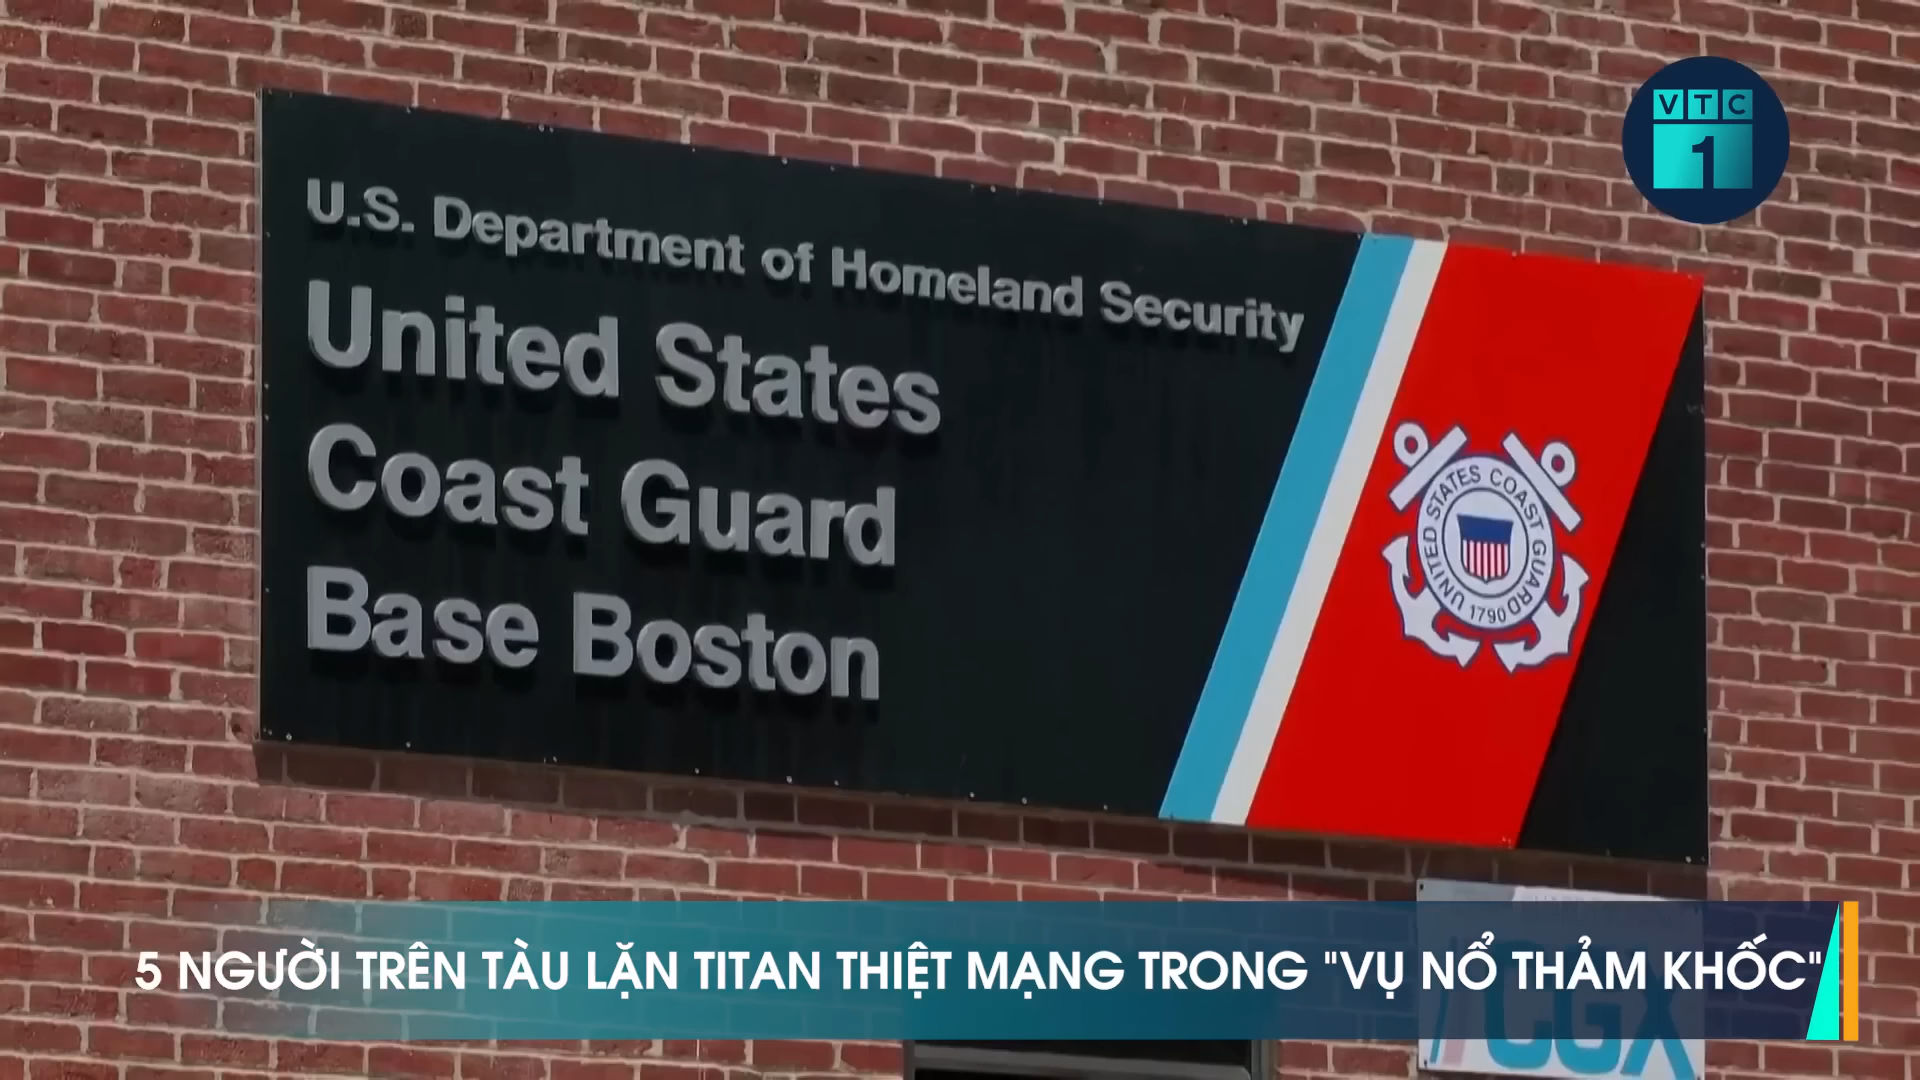 VTC
1
U.S. Department of Homeland Security
United States
Coast Guard
Base Boston
UNITED STATES COAST GUARD
1790
5 NGƯỜI TRÊN TÀU LẶN TITAN THIỆT MẠNG TRONG "VỤ NỔ THẢM KHỐC"
CGX